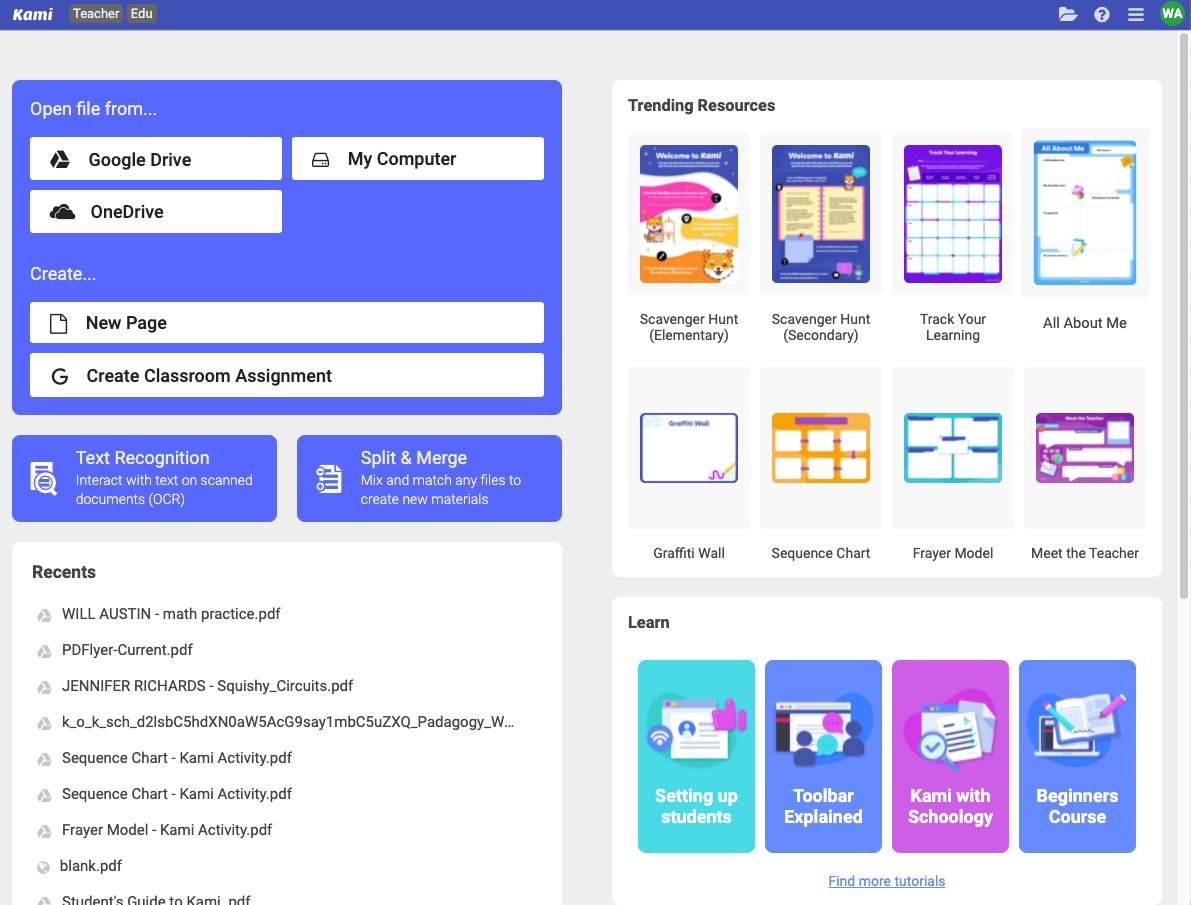 Kami Teacher Edu WA
Open file from...
Google Drive
My Computer
OneDrive
Create...
New Page
Create Classroom Assignment
Text Recognition
Interact with text on scanned
documents (OCR)
Split & Merge
Mix and match any files to
create new materials
Recents
WILL AUSTIN - math practice.pdf
PDFlyer-Current.pdf
JENNIFER RICHARDS - Squishy_Circuits.pdf
k_o_k_sch_d2lsbC5hdXN0aW5AcG9say1mbC5uZXQ_Padagogy_W...
Sequence Chart - Kami Activity.pdf
Sequence Chart - Kami Activity.pdf
Frayer Model - Kami Activity.pdf
blank.pdf
Student's Guide to Kami .pdf
Trending Resources
Welcome to Kami
Welcome to Kami
Track Your Learning
All About Me
Scavenger Hunt
(Elementary)
Scavenger Hunt
(Secondary)
Track Your
Learning
All About Me
Graffiti Wall
Meet the Teacher
Graffiti Wall
Sequence Chart
Frayer Model
Meet the Teacher
Learn
Setting up
students
Toolbar
Explained
Kami with
Schoology
Beginners
Course
Find more tutorials